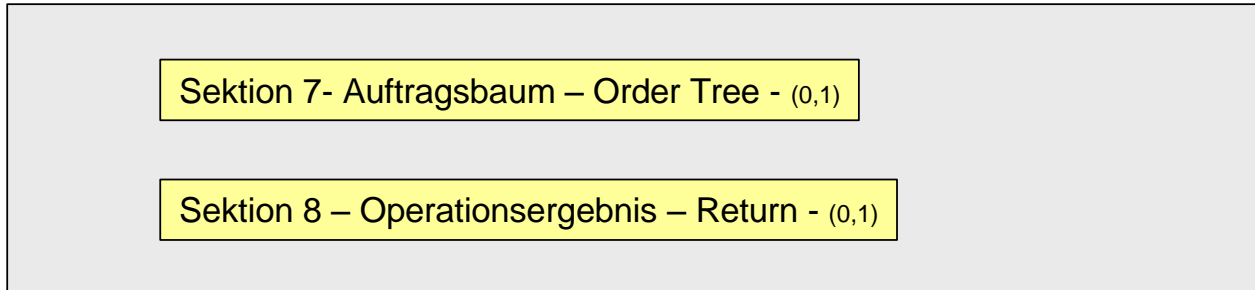 Sektion 7- Auftragsbaum – Order Tree - (0,1)
Sektion 8 – Operationsergebnis – Return - (0,1)